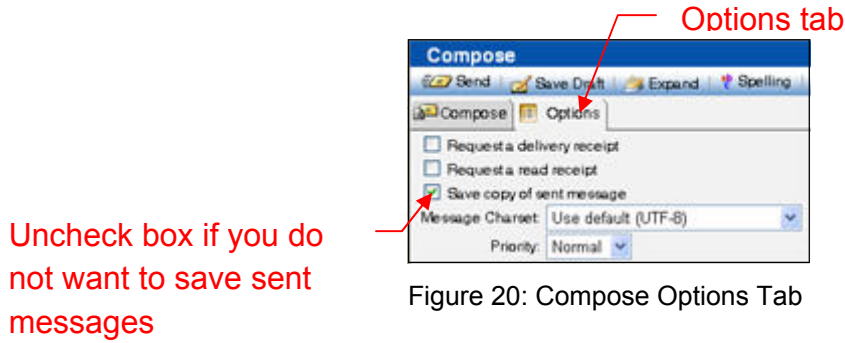 Options tab
Compose
Send Save Draft Expand Spelling
Compose Options
Request a delivery receipt
Request a read receipt
Save copy of sent message
Message Charset: Use default (UTF-8)
Priority: Normal
Uncheck box if you do
not want to save sent
messages
Figure 20: Compose Options Tab